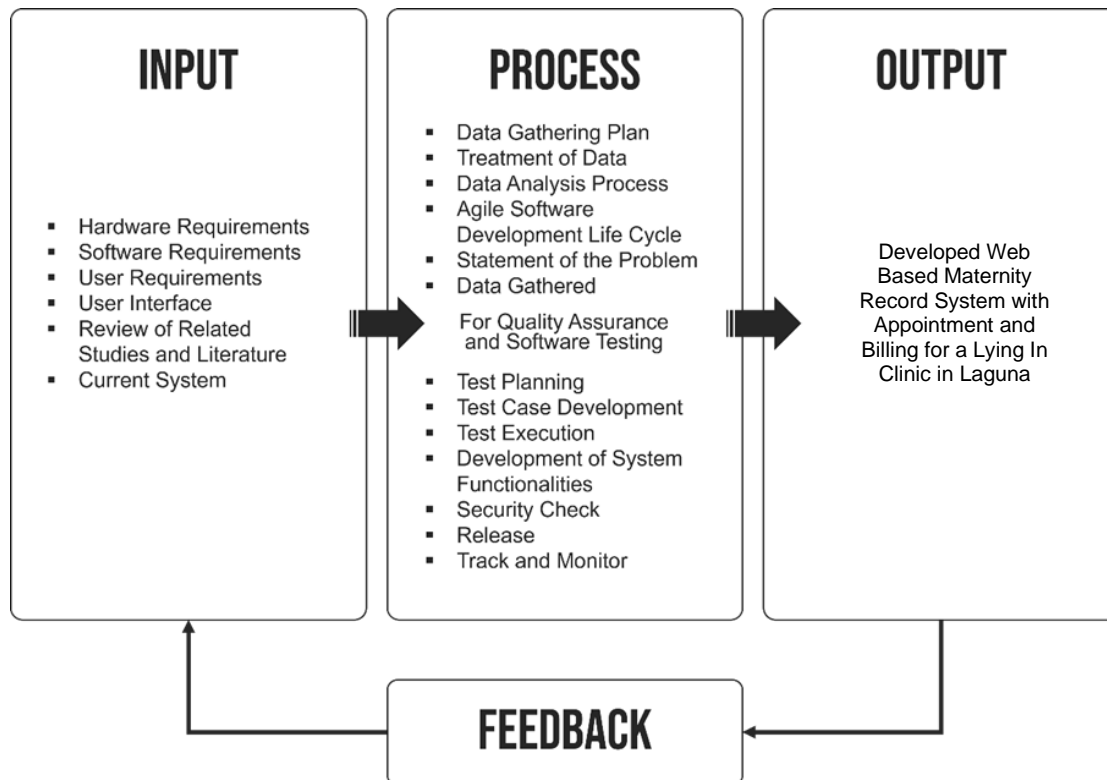 INPUT
▪ Hardware Requirements
▪ Software Requirements
▪ User Requirements
▪ User Interface
▪ Review of Related
Studies and Literature
▪ Current System
PROCESS
▪ Data Gathering Plan
▪ Treatment of Data
▪ Data Analysis Process
▪ Agile Software
Development Life Cycle
▪ Statement of the Problem
▪ Data Gathered
For Quality Assurance
and Software Testing
▪ Test Planning
▪ Test Case Development
▪ Test Execution
▪ Development of System
Functionalities
▪ Security Check
▪ Release
▪ Track and Monitor
OUTPUT
Developed Web
Based Maternity
Record System with
Appointment and
Billing for a Lying In
Clinic in Laguna
FEEDBACK